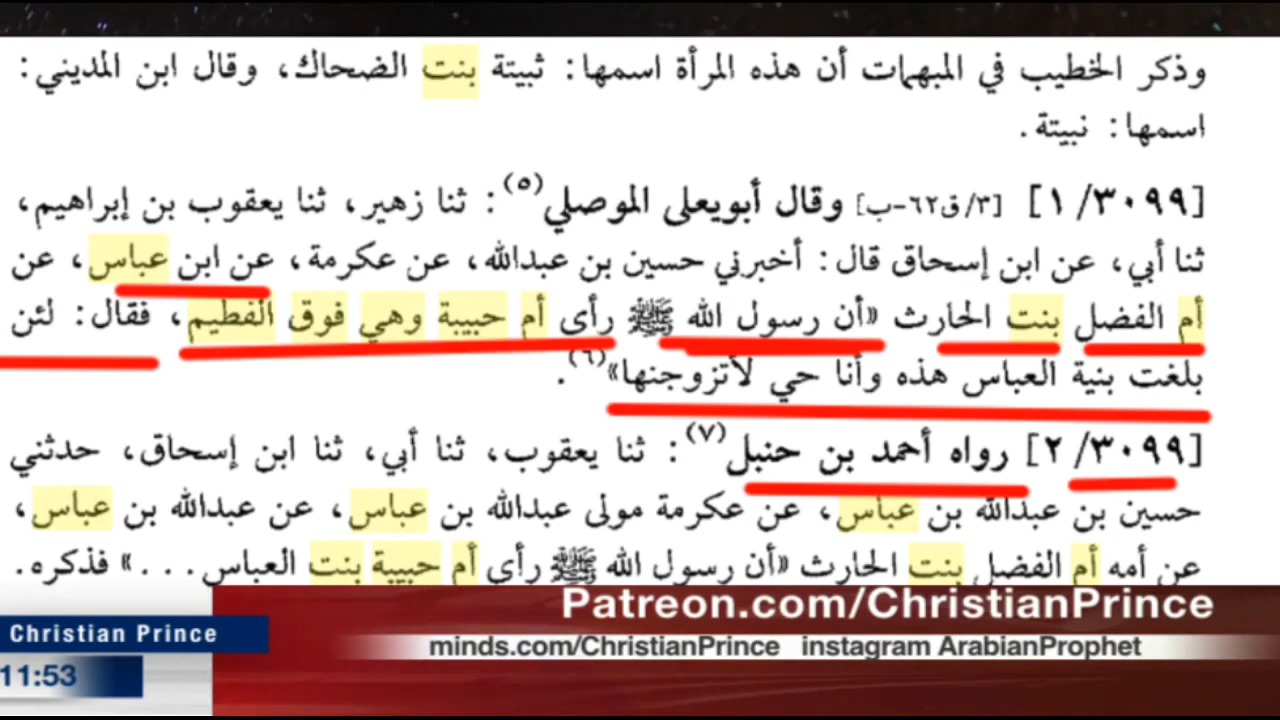 وذكر الخطيب في المبهمات أن هذه المرأة اسمها: ثبيتة بنت الضحاك، وقال ابن المديني:
اسمها: نبيتة.
[٣٠٩٩/ ١] [٣/ق٦٢-ب] وقال أبويعلى الموصلي(٥): ثنا زهير، ثنا يعقوب بن إبراهيم،
ثنا أبي، عن ابن إسحاق قال: أخبرني حسين بن عبدالله، عن عكرمة، عن ابن عباس، عن
أم الفضل بنت الحارث «أن رسول الله ﷺ رأى أم حبيبة وهي فوق الفطيم، فقال: لئن
بلغت بنية العباس هذه وأنا حي لأتزوجنها»(٦).
[٣٠٩٩/ ٢] رواه أحمد بن حنبل(٧): ثنا يعقوب، ثنا أبي، ثنا ابن إسحاق، حدثني
حسين بن عبدالله بن عباس، عن عكرمة مولى عبدالله بن عباس، عن عبدالله بن عباس،
عن أمه أم الفضل بنت الحارث «أن رسول الله ﷺ رأى أم حبيبة بنت العباس...» فذكره.
Patreon.com/ChristianPrince
Christian Prince
minds.com/ChristianPrince instagram ArabianProphet
11:53